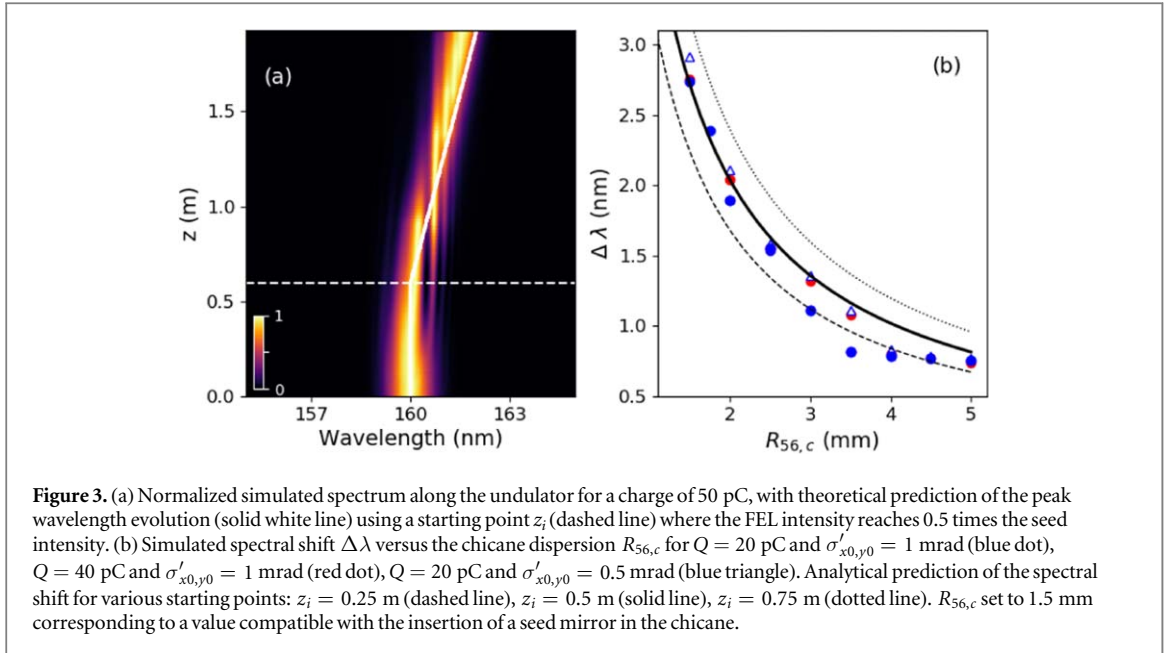 (a)
z (m)
1.5
1.0
0.5
0.0
1
0
157
160
163
Wavelength (nm)
(b)
Δ λ (nm)
3.0
2.5
2.0
1.5
1.0
0.5
2
3
4
5
R56,c (mm)
Figure 3. (a) Normalized simulated spectrum along the undulator for a charge of 50 pC, with theoretical prediction of the peak
wavelength evolution (solid white line) using a starting point zi (dashed line) where the FEL intensity reaches 0.5 times the seed
intensity. (b) Simulated spectral shift Δλ versus the chicane dispersion R56,c for Q = 20 pC and σ′x0,y0 = 1 mrad (blue dot),
Q = 40 pC and σ′x0,y0 = 1 mrad (red dot), Q = 20 pC and σ′x0,y0 = 0.5 mrad (blue triangle). Analytical prediction of the spectral
shift for various starting points: zi = 0.25 m (dashed line), zi = 0.5 m (solid line), zi = 0.75 m (dotted line). R56,c set to 1.5 mm
corresponding to a value compatible with the insertion of a seed mirror in the chicane.